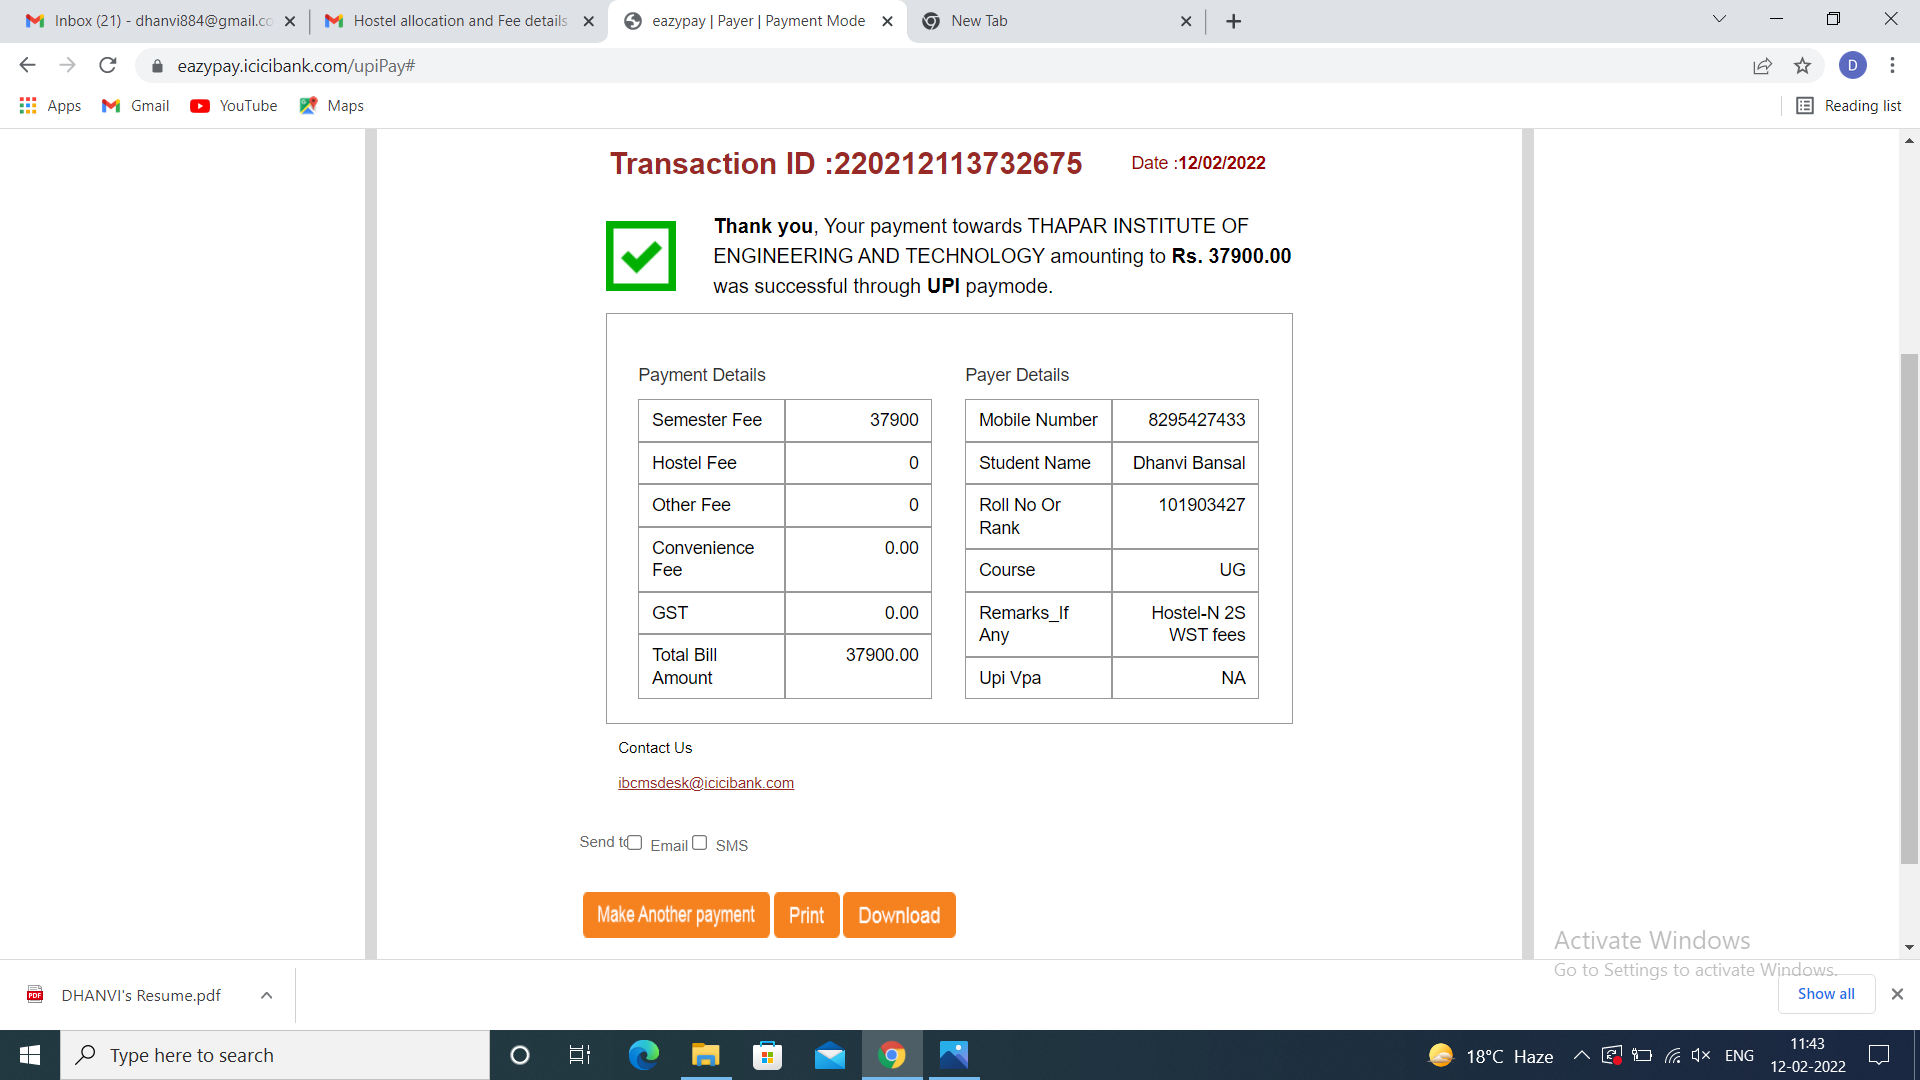 Inbox (21) - dhanvi884@gmail.co
Hostel allocation and Fee details
eazypay | Payer | Payment Mode
New Tab
eazypay.icicibank.com/upiPay#
D
Apps
Gmail
YouTube
Maps
Reading list
Transaction ID :220212113732675
Date :12/02/2022
Thank you, Your payment towards THAPAR INSTITUTE OF
ENGINEERING AND TECHNOLOGY amounting to Rs. 37900.00
was successful through UPI paymode.
Payment Details
Semester Fee 37900
Hostel Fee 0
Other Fee 0
Convenience 0.00
Fee
GST 0.00
Total Bill 37900.00
Amount
Payer Details
Mobile Number 8295427433
Student Name Dhanvi Bansal
Roll No Or 101903427
Rank
Course UG
Remarks_If Hostel-N 2S
Any WST fees
Upi Vpa NA
Contact Us
ibcmsdesk@icicibank.com
Send to Email SMS
Make Another payment
Print
Download
Activate Windows
Go to Settings to activate Windows.
PDF
DHANVI's Resume.pdf
Show all
Type here to search
18°C Haze
ENG
11:43
12-02-2022